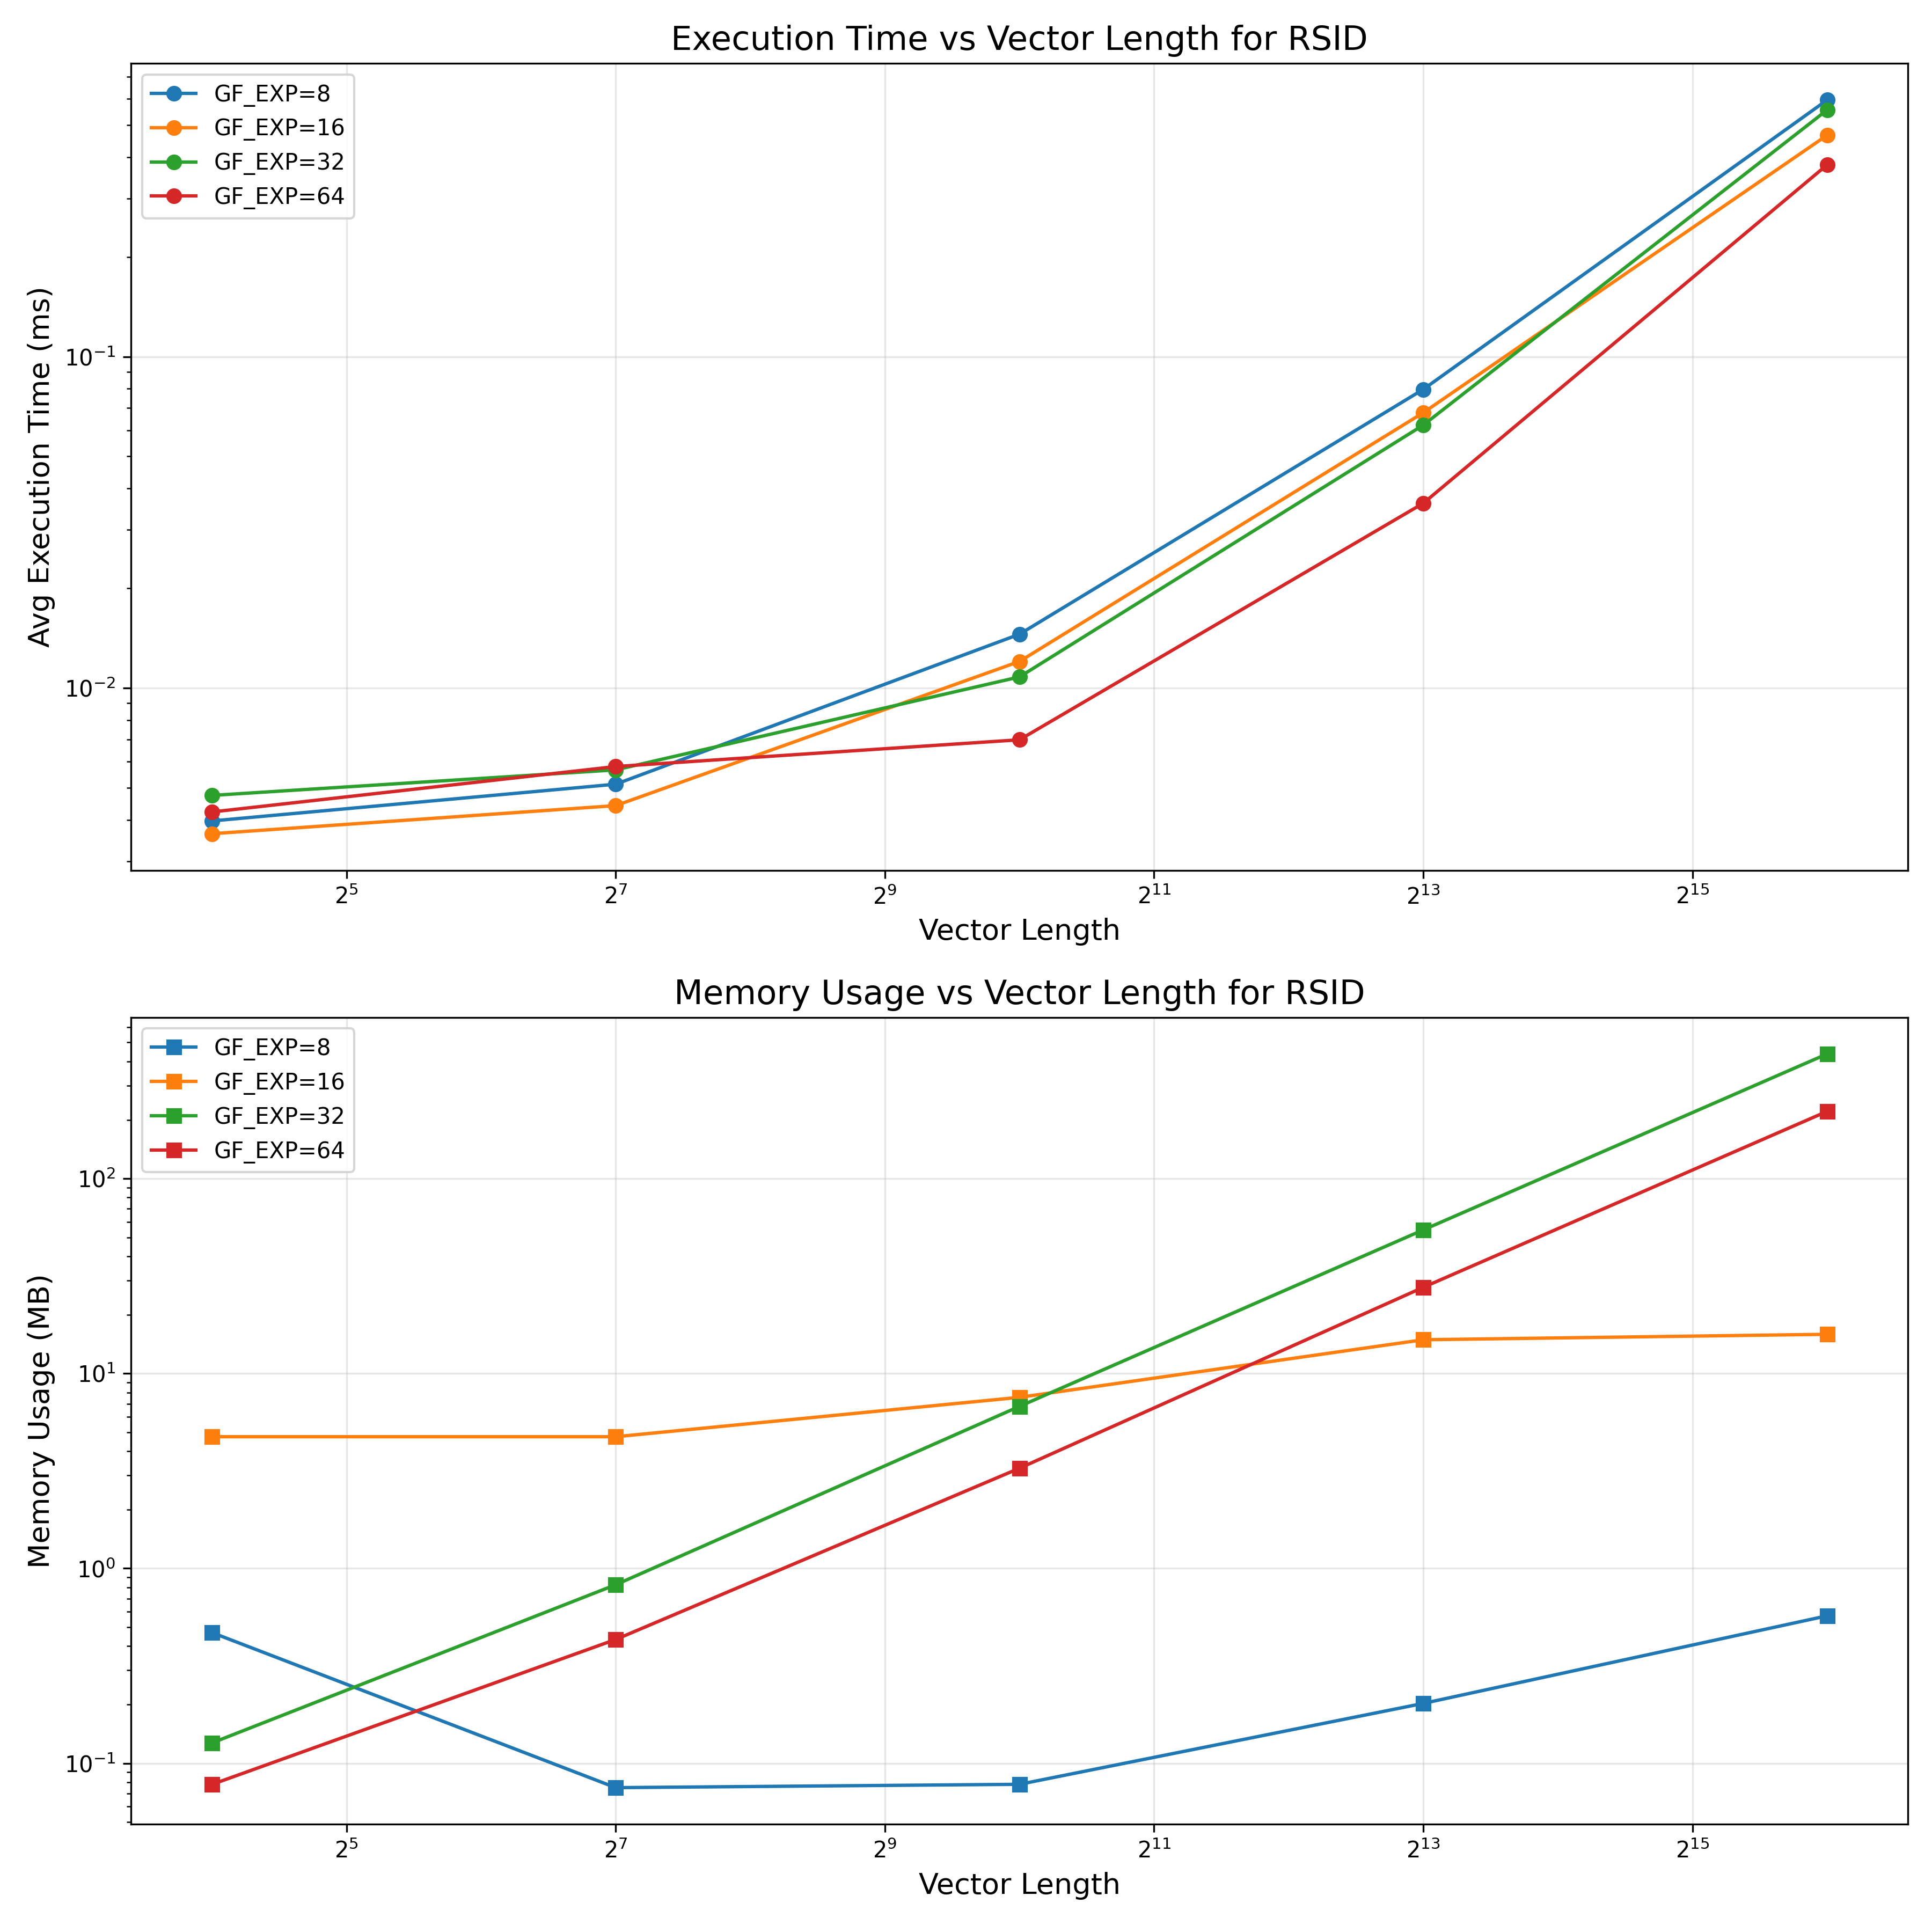 Execution Time vs Vector Length for RSID
GF_EXP=8
GF_EXP=16
GF_EXP=32
GF_EXP=64
Avg Execution Time (ms)
10⁻¹
10⁻²
2⁵ 2⁷ 2⁹ 2¹¹ 2¹³ 2¹⁵
Vector Length
Memory Usage vs Vector Length for RSID
GF_EXP=8
GF_EXP=16
GF_EXP=32
GF_EXP=64
Memory Usage (MB)
10²
10¹
10⁰
10⁻¹
2⁵ 2⁷ 2⁹ 2¹¹ 2¹³ 2¹⁵
Vector Length